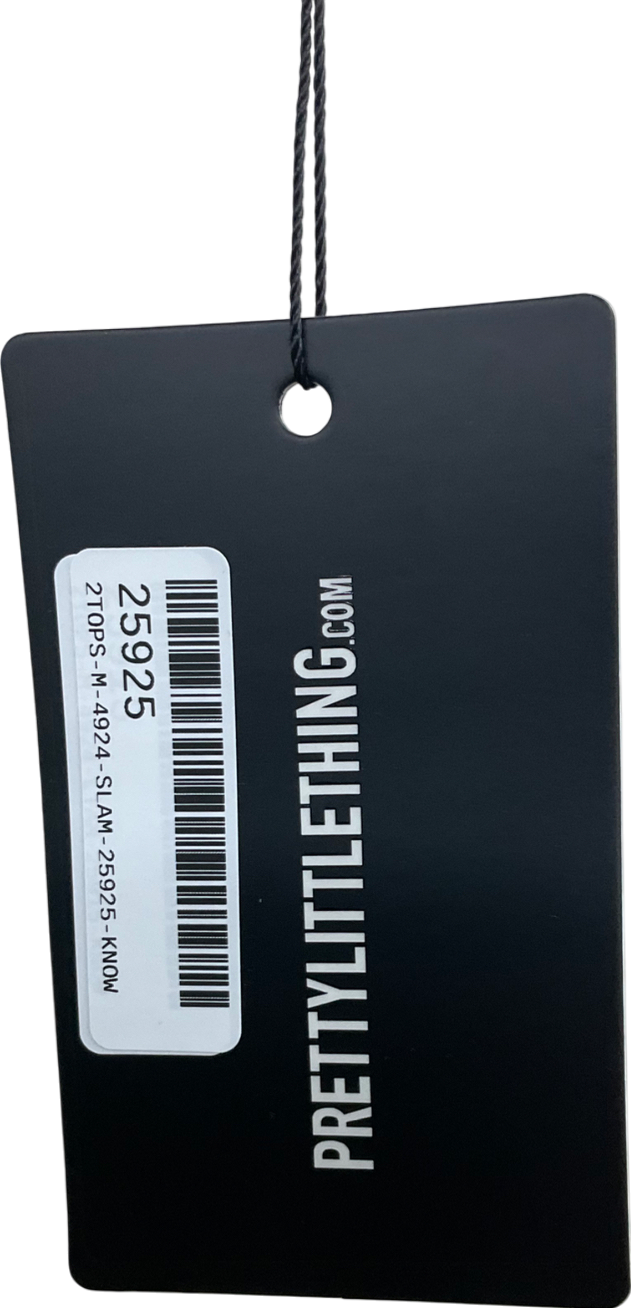 25925
2TOPS-M-4924-SLAM-25925-KNOW
PRETTYLITTLETHING.COM